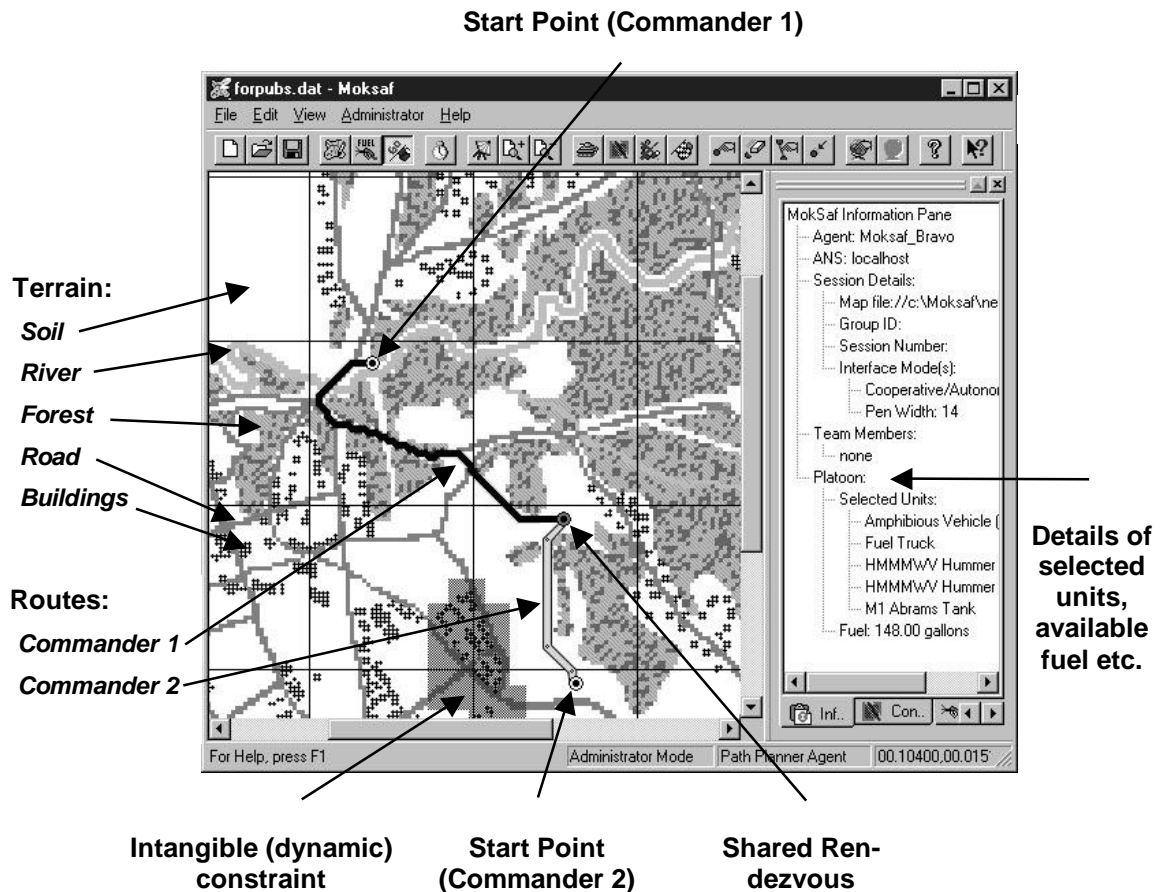 Start Point (Commander 1)
forpubs.dat - Moksaf
File Edit View Administrator Help
FUEL
MokSaf Information Pane
Agent: Moksaf_Bravo
ANS: localhost
Session Details:
Map file://c:\Moksaf\ne
Group ID:
Session Number:
Interface Mode(s):
Cooperative/Autonor
Pen Width: 14
Team Members:
none
Platoon:
Selected Units:
Amphibious Vehicle (
Fuel Truck
HMMMWV Hummer
HMMMWV Hummer
M1 Abrams Tank
Fuel: 148.00 gallons
Inf.. Con..
Terrain:
Soil
River
Forest
Road
Buildings
Routes:
Commander 1
Commander 2
Details of
selected
units,
available
fuel etc.
For Help, press F1 Administrator Mode Path Planner Agent 00.10400,00.015
Intangible (dynamic)
constraint
Start Point
(Commander 2)
Shared Ren-
dezvous